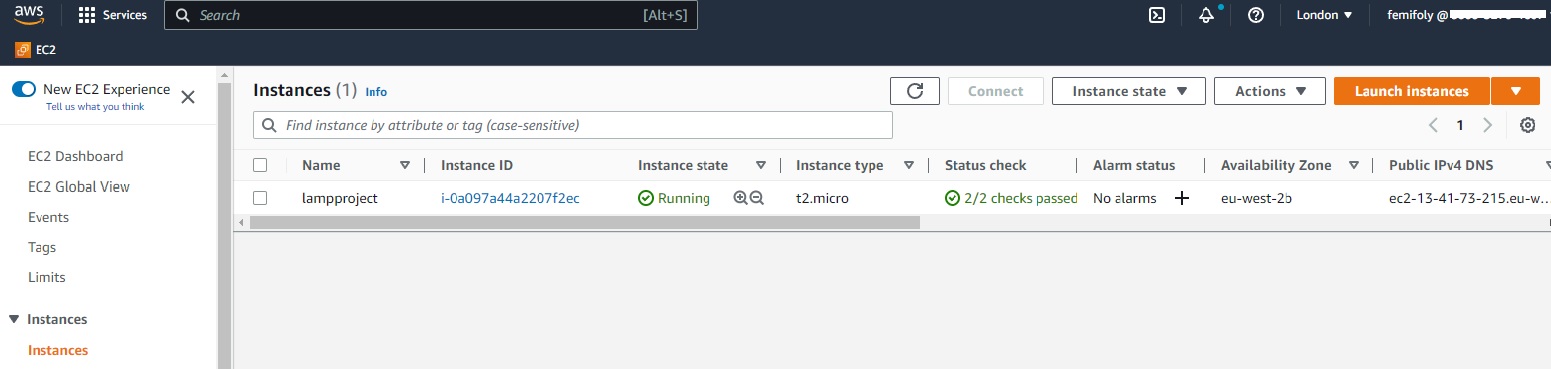 aws Services Search [Alt+S] London femifoly @
EC2
New EC2 Experience
Tell us what you think
Instances (1) Info Connect Instance state Actions Launch instances
Find instance by attribute or tag (case-sensitive) 1
Name Instance ID Instance state Instance type Status check Alarm status Availability Zone Public IPv4 DNS
lampproject i-0a097a44a2207f2ec Running t2.micro 2/2 checks passed No alarms eu-west-2b ec2-13-41-73-215.eu-w...
EC2 Dashboard
EC2 Global View
Events
Tags
Limits
Instances
Instances